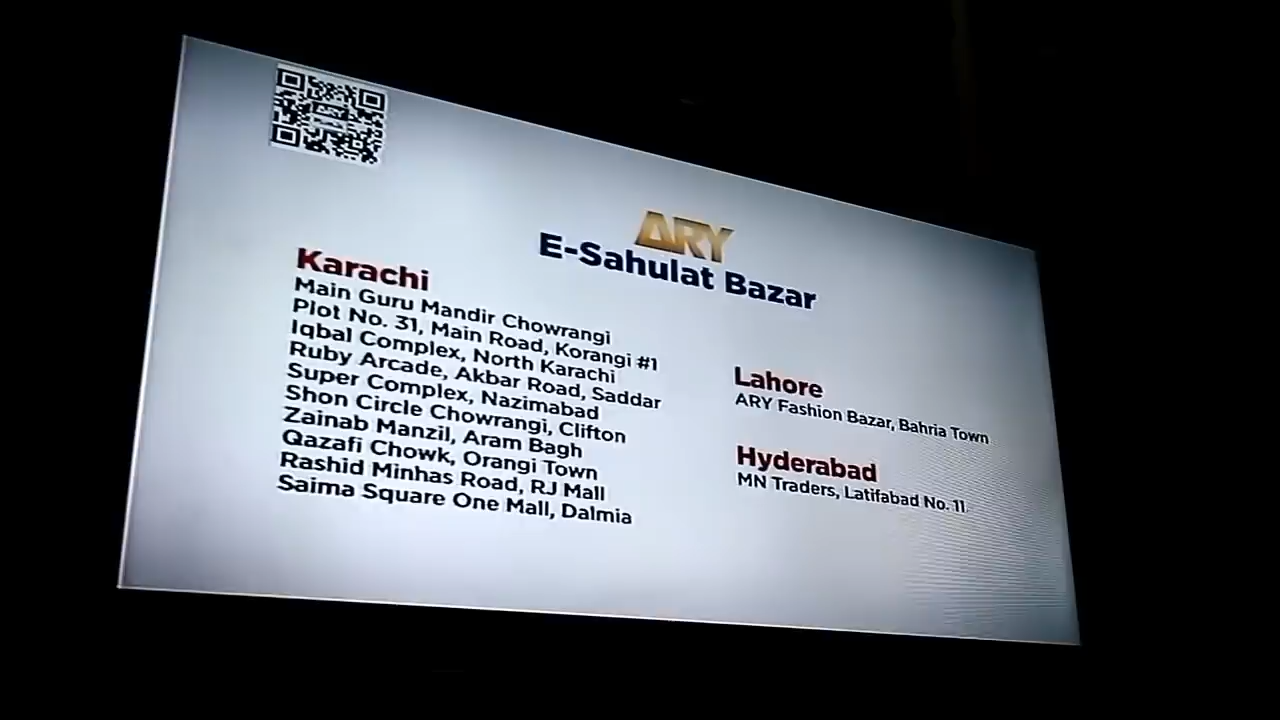 ARY
E-Sahulat Bazar
Karachi
Main Guru Mandir Chowrangi
Plot No. 31, Main Road, Korangi #1
Iqbal Complex, North Karachi
Ruby Arcade, Akbar Road, Saddar
Super Complex, Nazimabad
Shon Circle Chowrangi, Clifton
Zainab Manzil, Aram Bagh
Qazafi Chowk, Orangi Town
Rashid Minhas Road, RJ Mall
Saima Square One Mall, Dalmia
Lahore
ARY Fashion Bazar, Bahria Town
Hyderabad
MN Traders, Latifabad No. 11